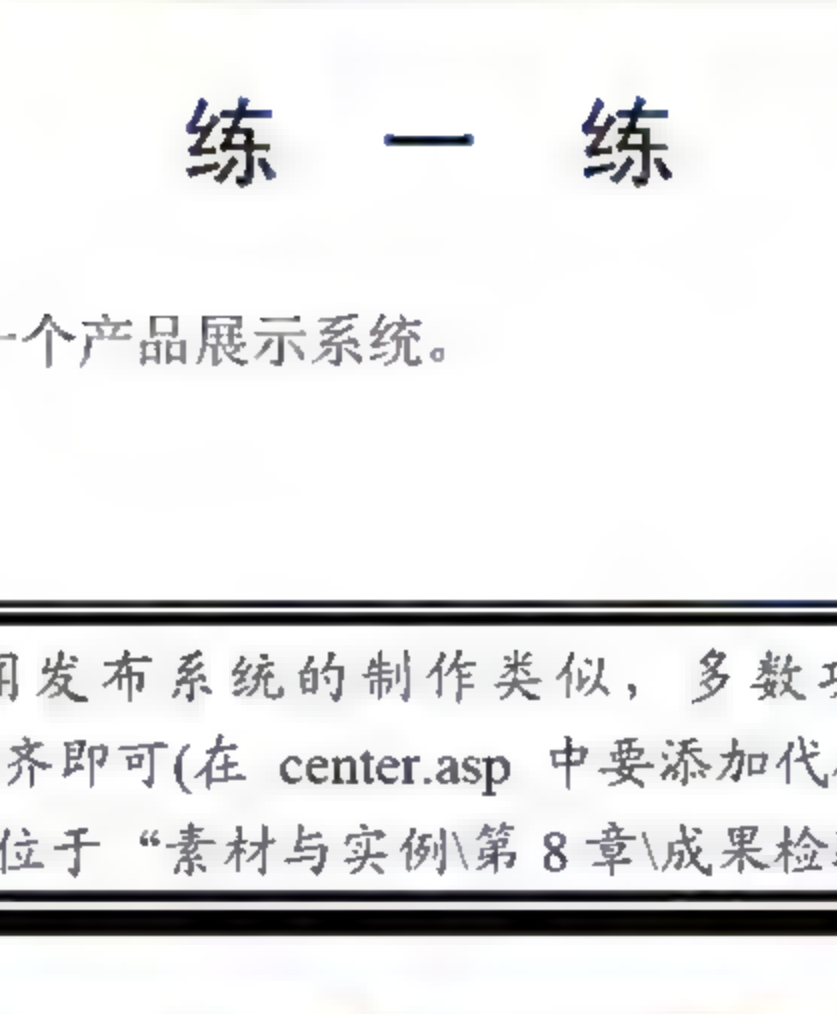 练 一 练
一个产品展示系统。
闻发布系统的制作类似，多数
齐即可(在 center.asp 中要添加代
位于“素材与实例\第 8 章\成果检